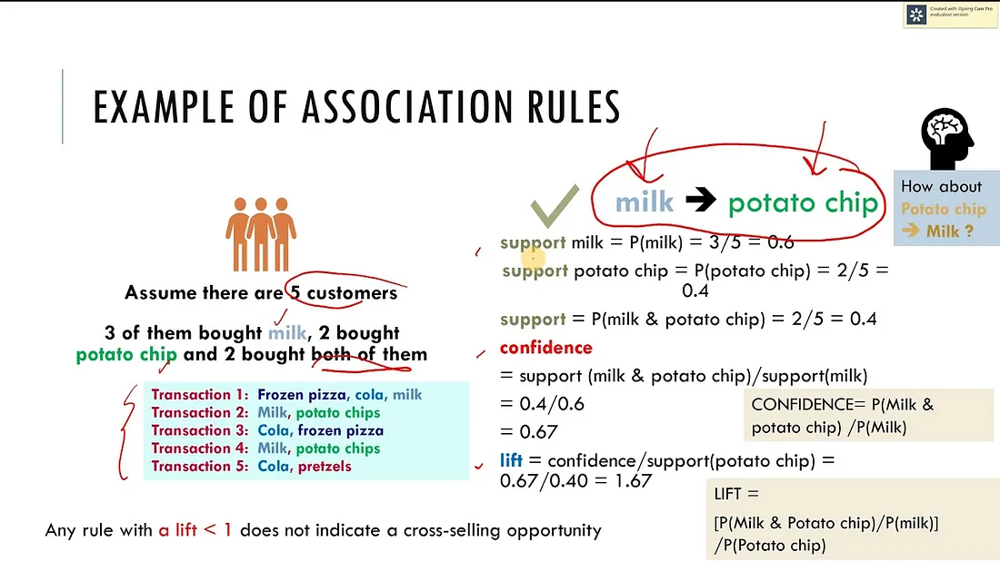 Created with iSpring Cam Pro
evaluation version
EXAMPLE OF ASSOCIATION RULES
How about
Potato chip
➔ Milk ?
milk ➔ potato chip
Assume there are 5 customers
3 of them bought milk, 2 bought
potato chip and 2 bought both of them
Transaction 1: Frozen pizza, cola, milk
Transaction 2: Milk, potato chips
Transaction 3: Cola, frozen pizza
Transaction 4: Milk, potato chips
Transaction 5: Cola, pretzels
support milk = P(milk) = 3/5 = 0.6
support potato chip = P(potato chip) = 2/5 =
0.4
support = P(milk & potato chip) = 2/5 = 0.4
confidence
= support (milk & potato chip)/support(milk)
= 0.4/0.6
= 0.67
CONFIDENCE= P(Milk &
potato chip) /P(Milk)
lift = confidence/support(potato chip) =
0.67/0.40 = 1.67
LIFT =
[P(Milk & Potato chip)/P(milk)]
/P(Potato chip)
Any rule with a lift < 1 does not indicate a cross-selling opportunity